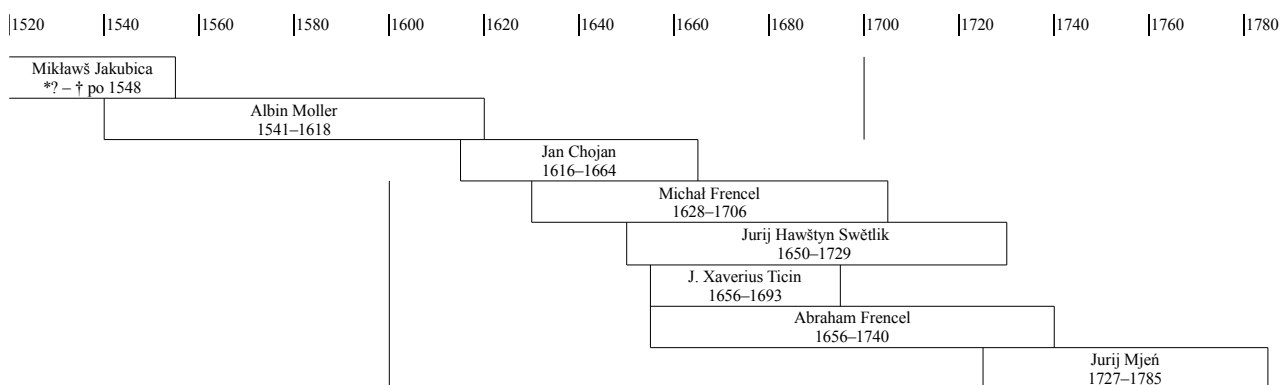 1520 1540 1560 1580 1600 1620 1640 1660 1680 1700 1720 1740 1760 1780
Mikławš Jakubica
*? – † po 1548
Albin Moller
1541–1618
Jan Chojan
1616–1664
Michał Frencel
1628–1706
Jurij Hawštyn Swětlik
1650–1729
J. Xaverius Ticin
1656–1693
Abraham Frencel
1656–1740
Jurij Mjeń
1727–1785